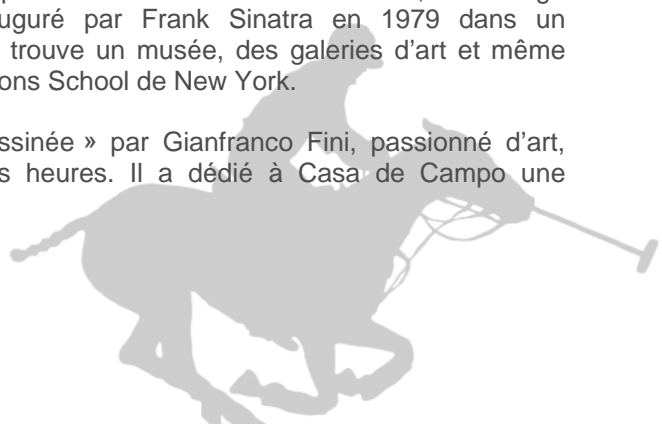 uguré par Frank Sinatra en 1979 dans un
trouve un musée, des galeries d'art et même
ons School de New York.
ssinée » par Gianfranco Fini, passionné d'art,
s heures. Il a dédié à Casa de Campo une